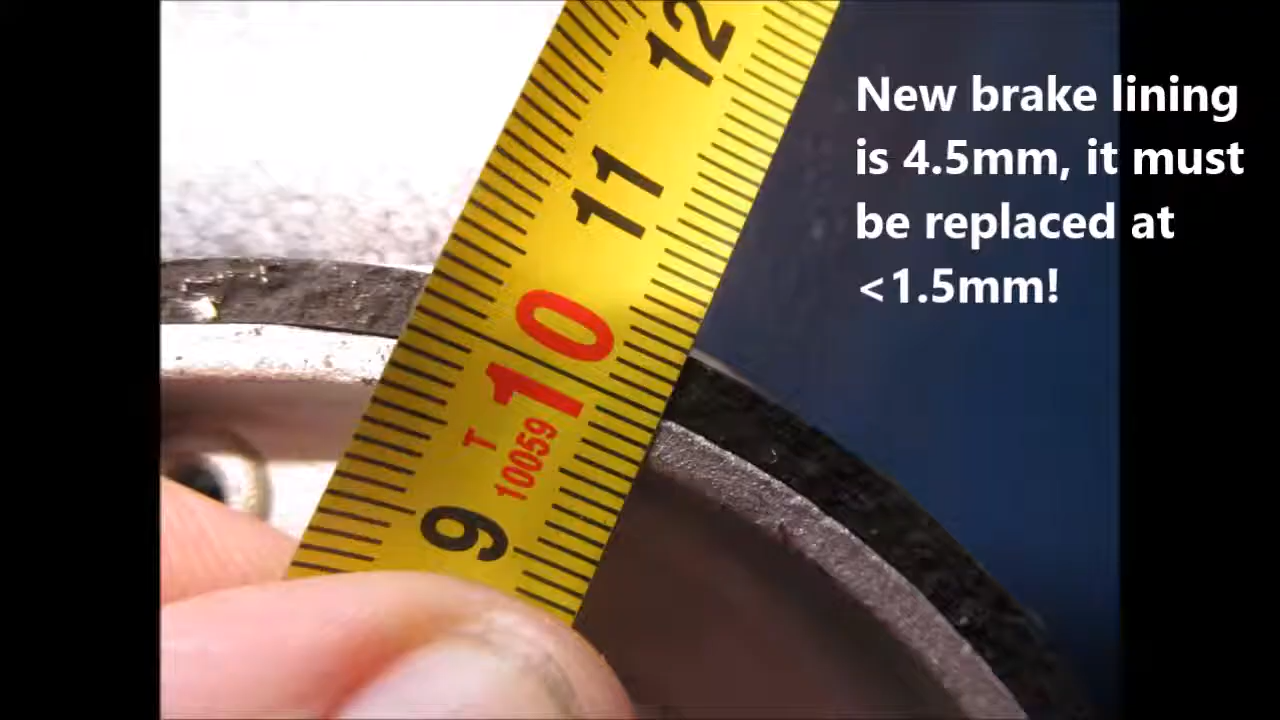 New brake lining
is 4.5mm, it must
be replaced at
<1.5mm!
12
11
10
T
10059
9